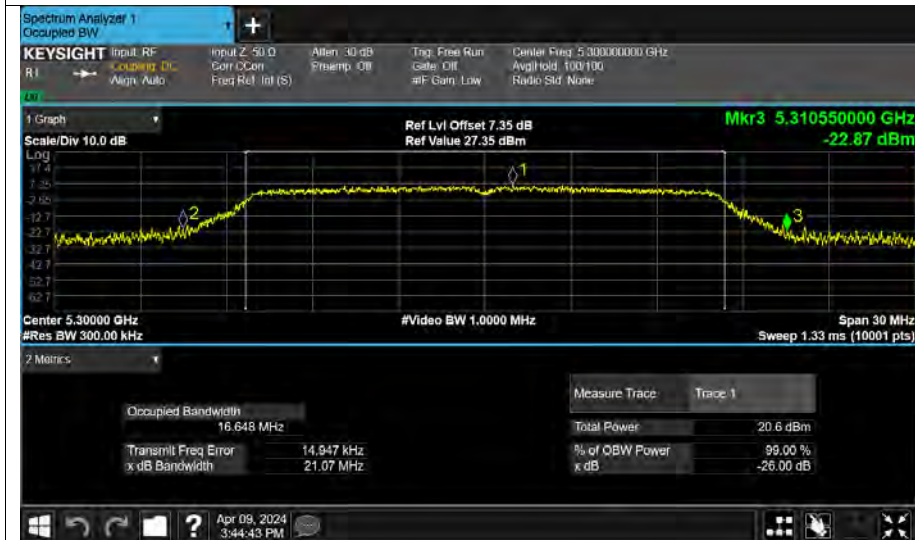 Spectrum Analyzer 1
Occupied BW
KEYSIGHT
Input: RF
Coupling: DC
Align: Auto
Input Z: 50 Ω
Corr CCorr
Freq Ref: Int (S)
Atten: 30 dB
Preamp: Off
Trig: Free Run
Gate: Off
#IF Gain: Low
Center Freq: 5.300000000 GHz
Avg|Hold: 100/100
Radio Std: None
1 Graph
Scale/Div 10.0 dB
Ref Lvl Offset 7.35 dB
Ref Value 27.35 dBm
Mkr3 5.310550000 GHz
-22.87 dBm
Log
17.4
7.35
-2.65
-12.7
-22.7
-32.7
-42.7
-52.7
-62.7
1
2
3
Center 5.30000 GHz
#Res BW 300.00 kHz
#Video BW 1.0000 MHz
Span 30 MHz
Sweep 1.33 ms (10001 pts)
2 Metrics
Measure Trace Trace 1
Occupied Bandwidth
16.648 MHz
Total Power 20.6 dBm
Transmit Freq Error 14.947 kHz
% of OBW Power 99.00 %
x dB Bandwidth 21.07 MHz
x dB -26.00 dB
?
Apr 09, 2024
3:44:43 PM